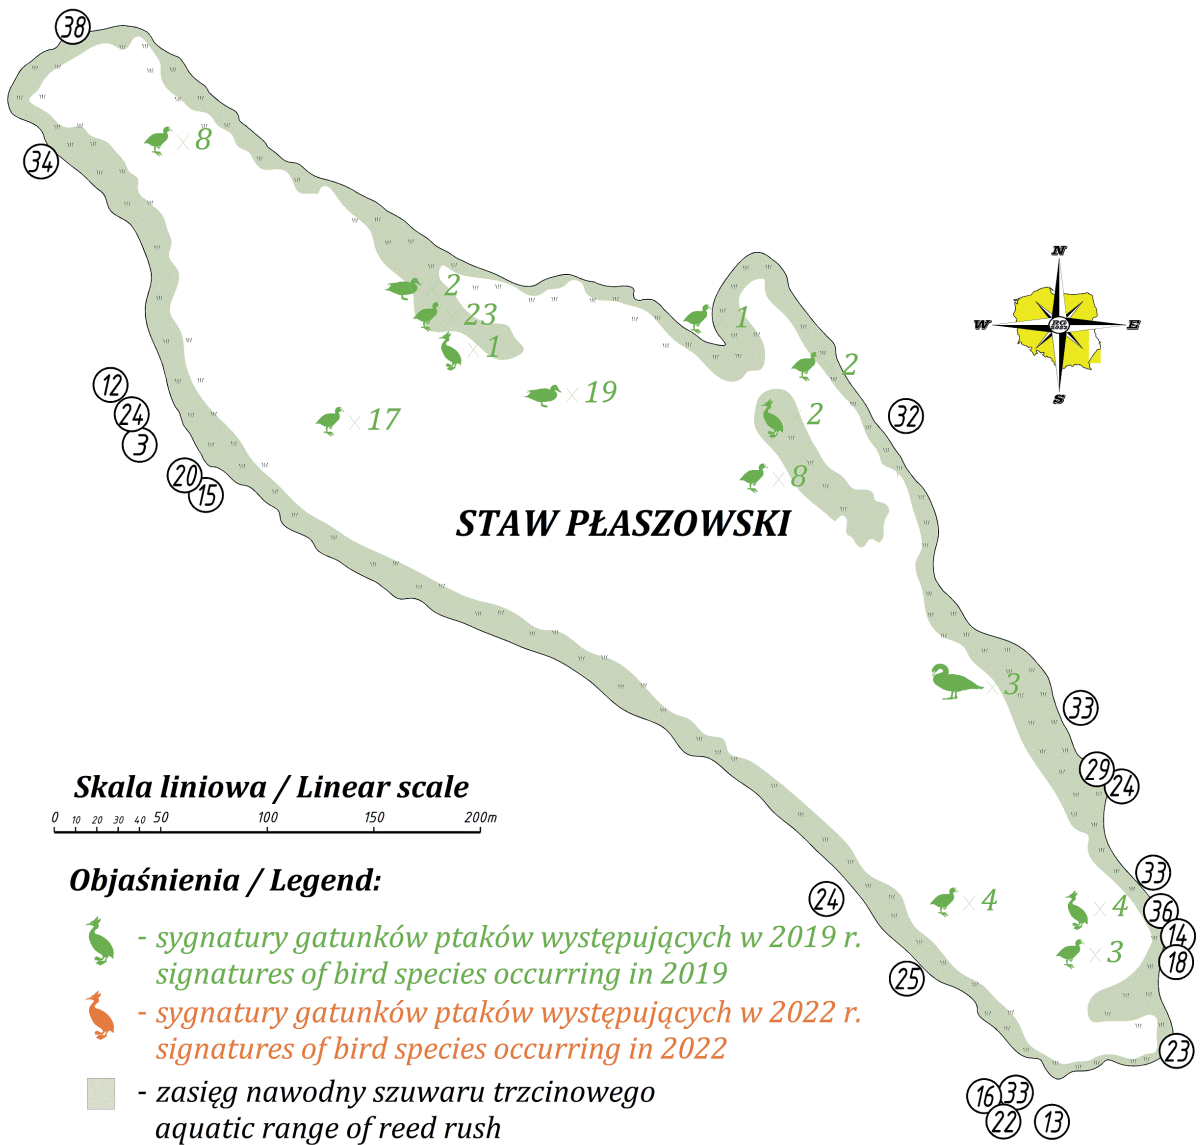 38
N
W E
RG
2022
S
34
× 8
× 2
× 23
× 1
× 1
× 2
× 19
× 17
× 2
× 8
32
12
24
3
20
15
STAW PŁASZOWSKI
× 3
33
29
24
Skala liniowa / Linear scale
0 10 20 30 40 50 100 150 200m
Objaśnienia / Legend:
- sygnatury gatunków ptaków występujących w 2019 r.
signatures of bird species occurring in 2019
- sygnatury gatunków ptaków występujących w 2022 r.
signatures of bird species occurring in 2022
- zasięg nawodny szuwaru trzcinowego
aquatic range of reed rush
24
25
× 4
× 4
× 3
33
36
14
18
23
16
33
22
13